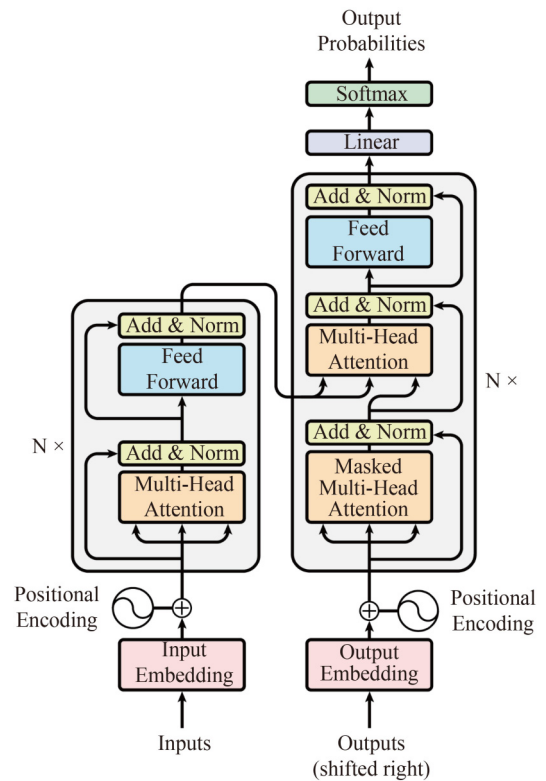 Output
Probabilities
Softmax
Linear
Add & Norm
Feed
Forward
Add & Norm
Multi-Head
Attention
N ×
Add & Norm
Masked
Multi-Head
Attention
Add & Norm
Feed
Forward
N ×
Add & Norm
Multi-Head
Attention
Positional
Encoding
Positional
Encoding
Input
Embedding
Output
Embedding
Inputs
Outputs
(shifted right)